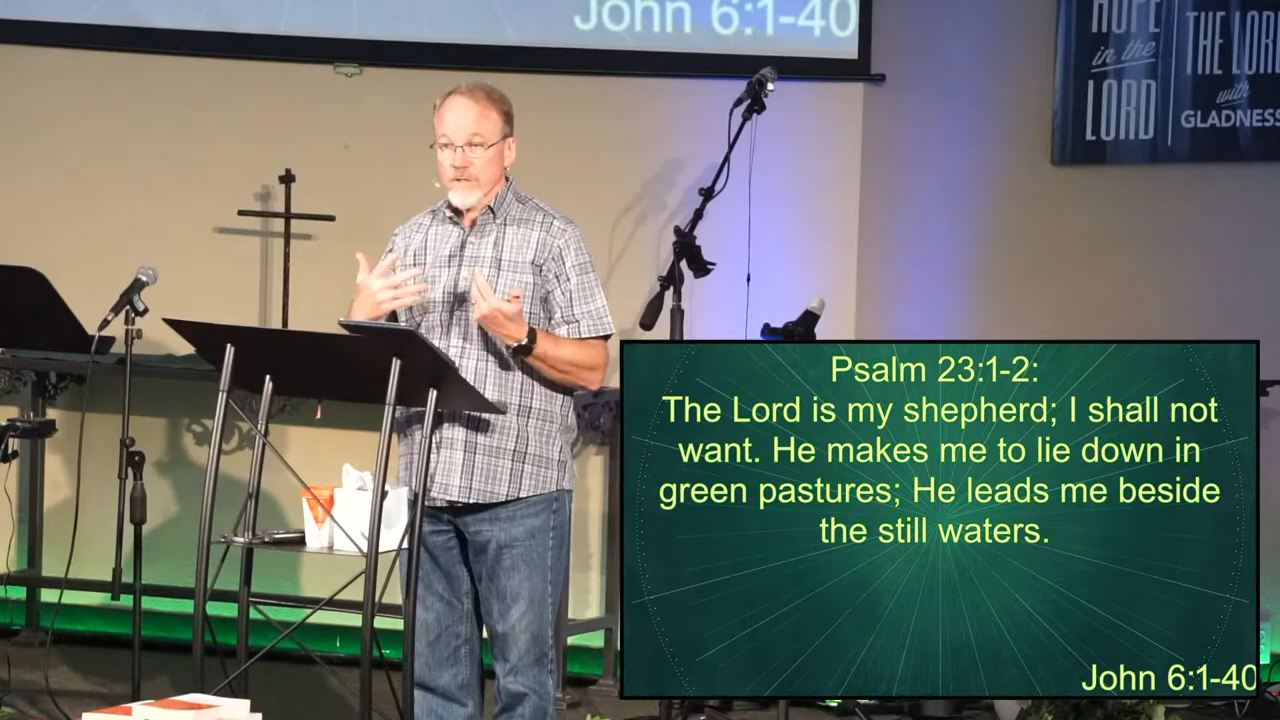 John 6:1-40
HOPE
in the
LORD
THE LORD
with
GLADNESS
Psalm 23:1-2:
The Lord is my shepherd; I shall not
want. He makes me to lie down in
green pastures; He leads me beside
the still waters.
John 6:1-40